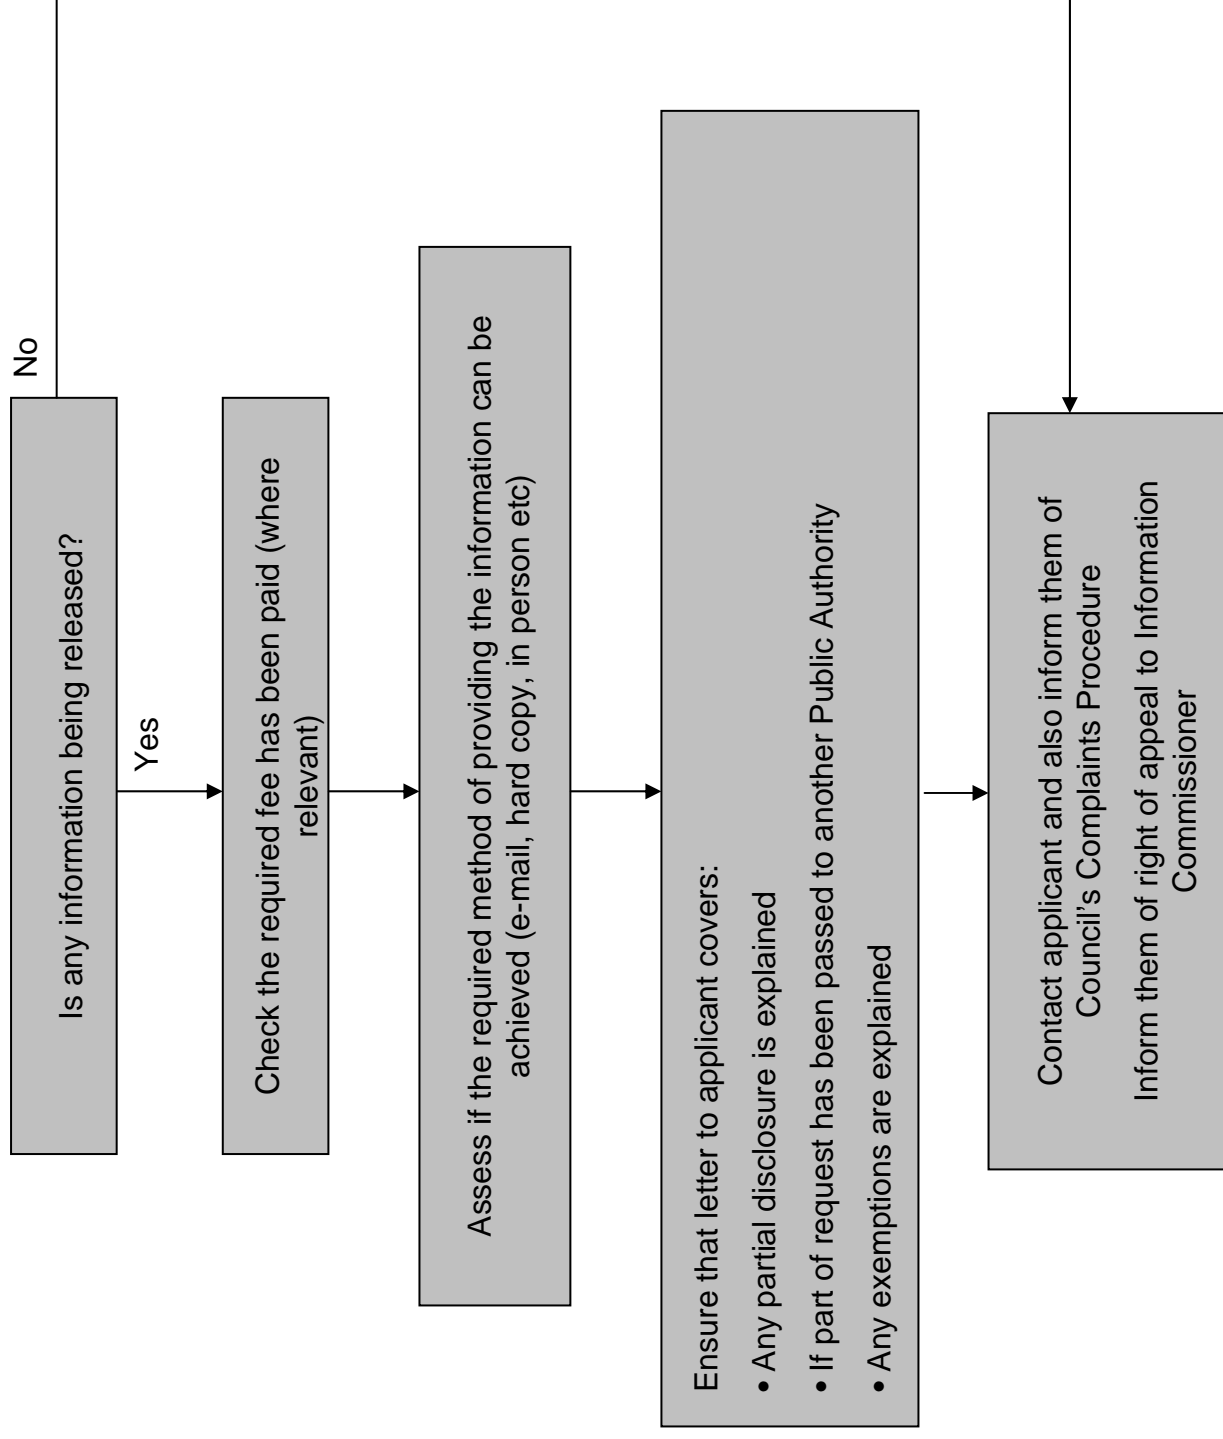 Is any information being released?
No
Yes
Check the required fee has been paid (where
relevant)
Assess if the required method of providing the information can be
achieved (e-mail, hard copy, in person etc)
Ensure that letter to applicant covers:
• Any partial disclosure is explained
• If part of request has been passed to another Public Authority
• Any exemptions are explained
Contact applicant and also inform them of
Council's Complaints Procedure
Inform them of right of appeal to Information
Commissioner